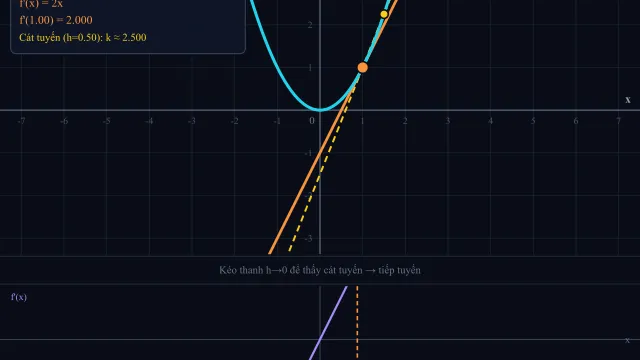 f'(x) = 2x
f'(1.00) = 2.000
Cát tuyến (h=0.50): k ≈ 2.500
2
1
x
-7 -6 -5 -4 -3 -2 -1 0 1 2 3 4 5 6 7
-1
-3
Kéo thanh h→0 để thấy cát tuyến → tiếp tuyến
f'(x)
x